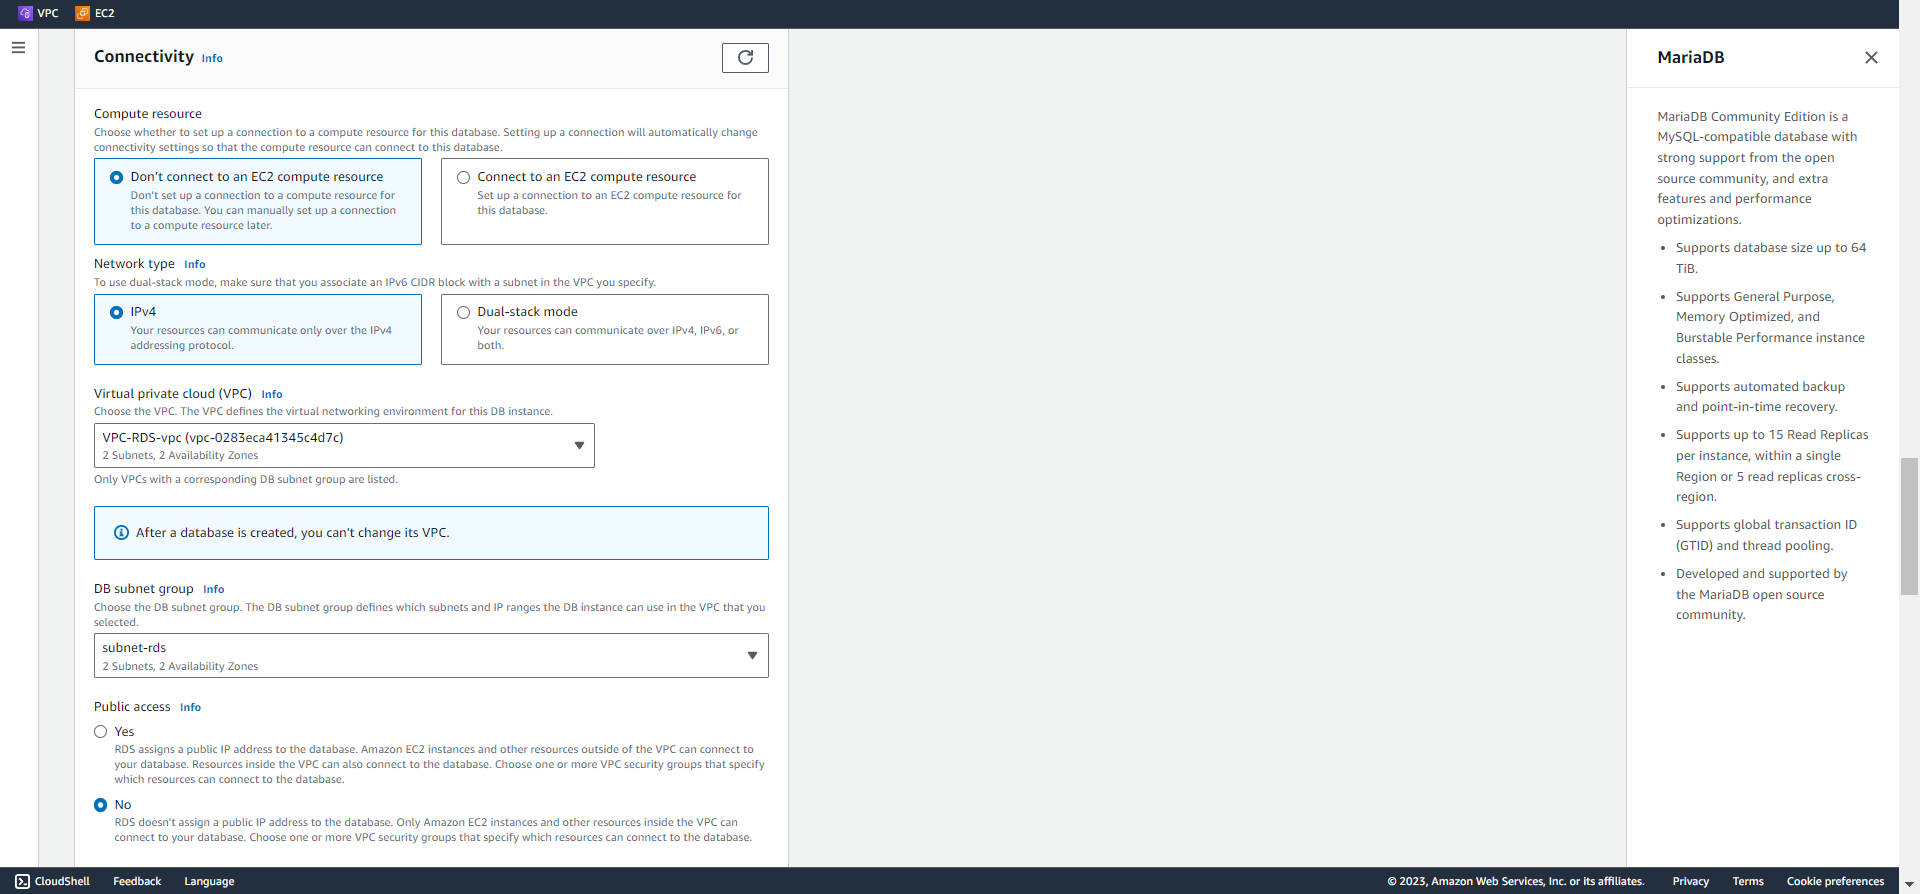 VPC EC2
Connectivity Info
Compute resource
Choose whether to set up a connection to a compute resource for this database. Setting up a connection will automatically change
connectivity settings so that the compute resource can connect to this database.
Don't connect to an EC2 compute resource
Don't set up a connection to a compute resource for
this database. You can manually set up a connection
to a compute resource later.
Connect to an EC2 compute resource
Set up a connection to an EC2 compute resource for
this database.
Network type Info
To use dual-stack mode, make sure that you associate an IPv6 CIDR block with a subnet in the VPC you specify.
IPv4
Your resources can communicate only over the IPv4
addressing protocol.
Dual-stack mode
Your resources can communicate over IPv4, IPv6, or
both.
Virtual private cloud (VPC) Info
Choose the VPC. The VPC defines the virtual networking environment for this DB instance.
VPC-RDS-vpc (vpc-0283eca41345c4d7c)
2 Subnets, 2 Availability Zones
Only VPCs with a corresponding DB subnet group are listed.
After a database is created, you can't change its VPC.
DB subnet group Info
Choose the DB subnet group. The DB subnet group defines which subnets and IP ranges the DB instance can use in the VPC that you
selected.
subnet-rds
2 Subnets, 2 Availability Zones
Public access Info
Yes
RDS assigns a public IP address to the database. Amazon EC2 instances and other resources outside of the VPC can connect to
your database. Resources inside the VPC can also connect to the database. Choose one or more VPC security groups that specify
which resources can connect to the database.
No
RDS doesn't assign a public IP address to the database. Only Amazon EC2 instances and other resources inside the VPC can
connect to your database. Choose one or more VPC security groups that specify which resources can connect to the database.
MariaDB
MariaDB Community Edition is a
MySQL-compatible database with
strong support from the open
source community, and extra
features and performance
optimizations.
• Supports database size up to 64
TiB.
• Supports General Purpose,
Memory Optimized, and
Burstable Performance instance
classes.
• Supports automated backup
and point-in-time recovery.
• Supports up to 15 Read Replicas
per instance, within a single
Region or 5 read replicas cross-
region.
• Supports global transaction ID
(GTID) and thread pooling.
• Developed and supported by
the MariaDB open source
community.
CloudShell Feedback Language © 2023, Amazon Web Services, Inc. or its affiliates. Privacy Terms Cookie preferences